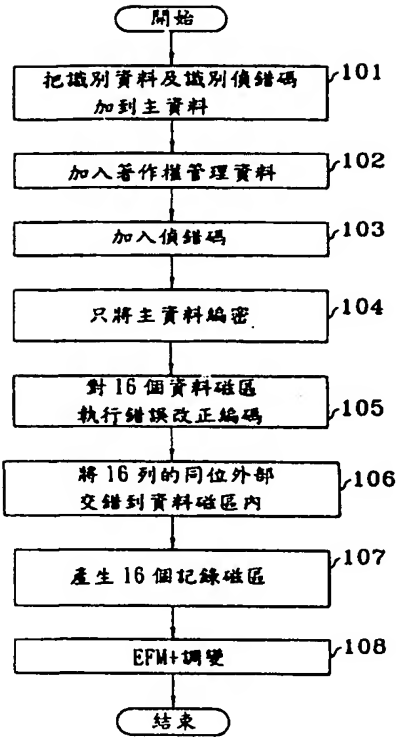 開始
把識別資料及識別偵錯碼
加到主資料
101
加入著作權管理資料
102
加入偵錯碼
103
只將主資料編密
104
對16個資料磁區
執行錯誤改正編碼
105
將16列的同位外部
交錯到資料磁區內
106
產生16個記錄磁區
107
EFM+調變
108
結束